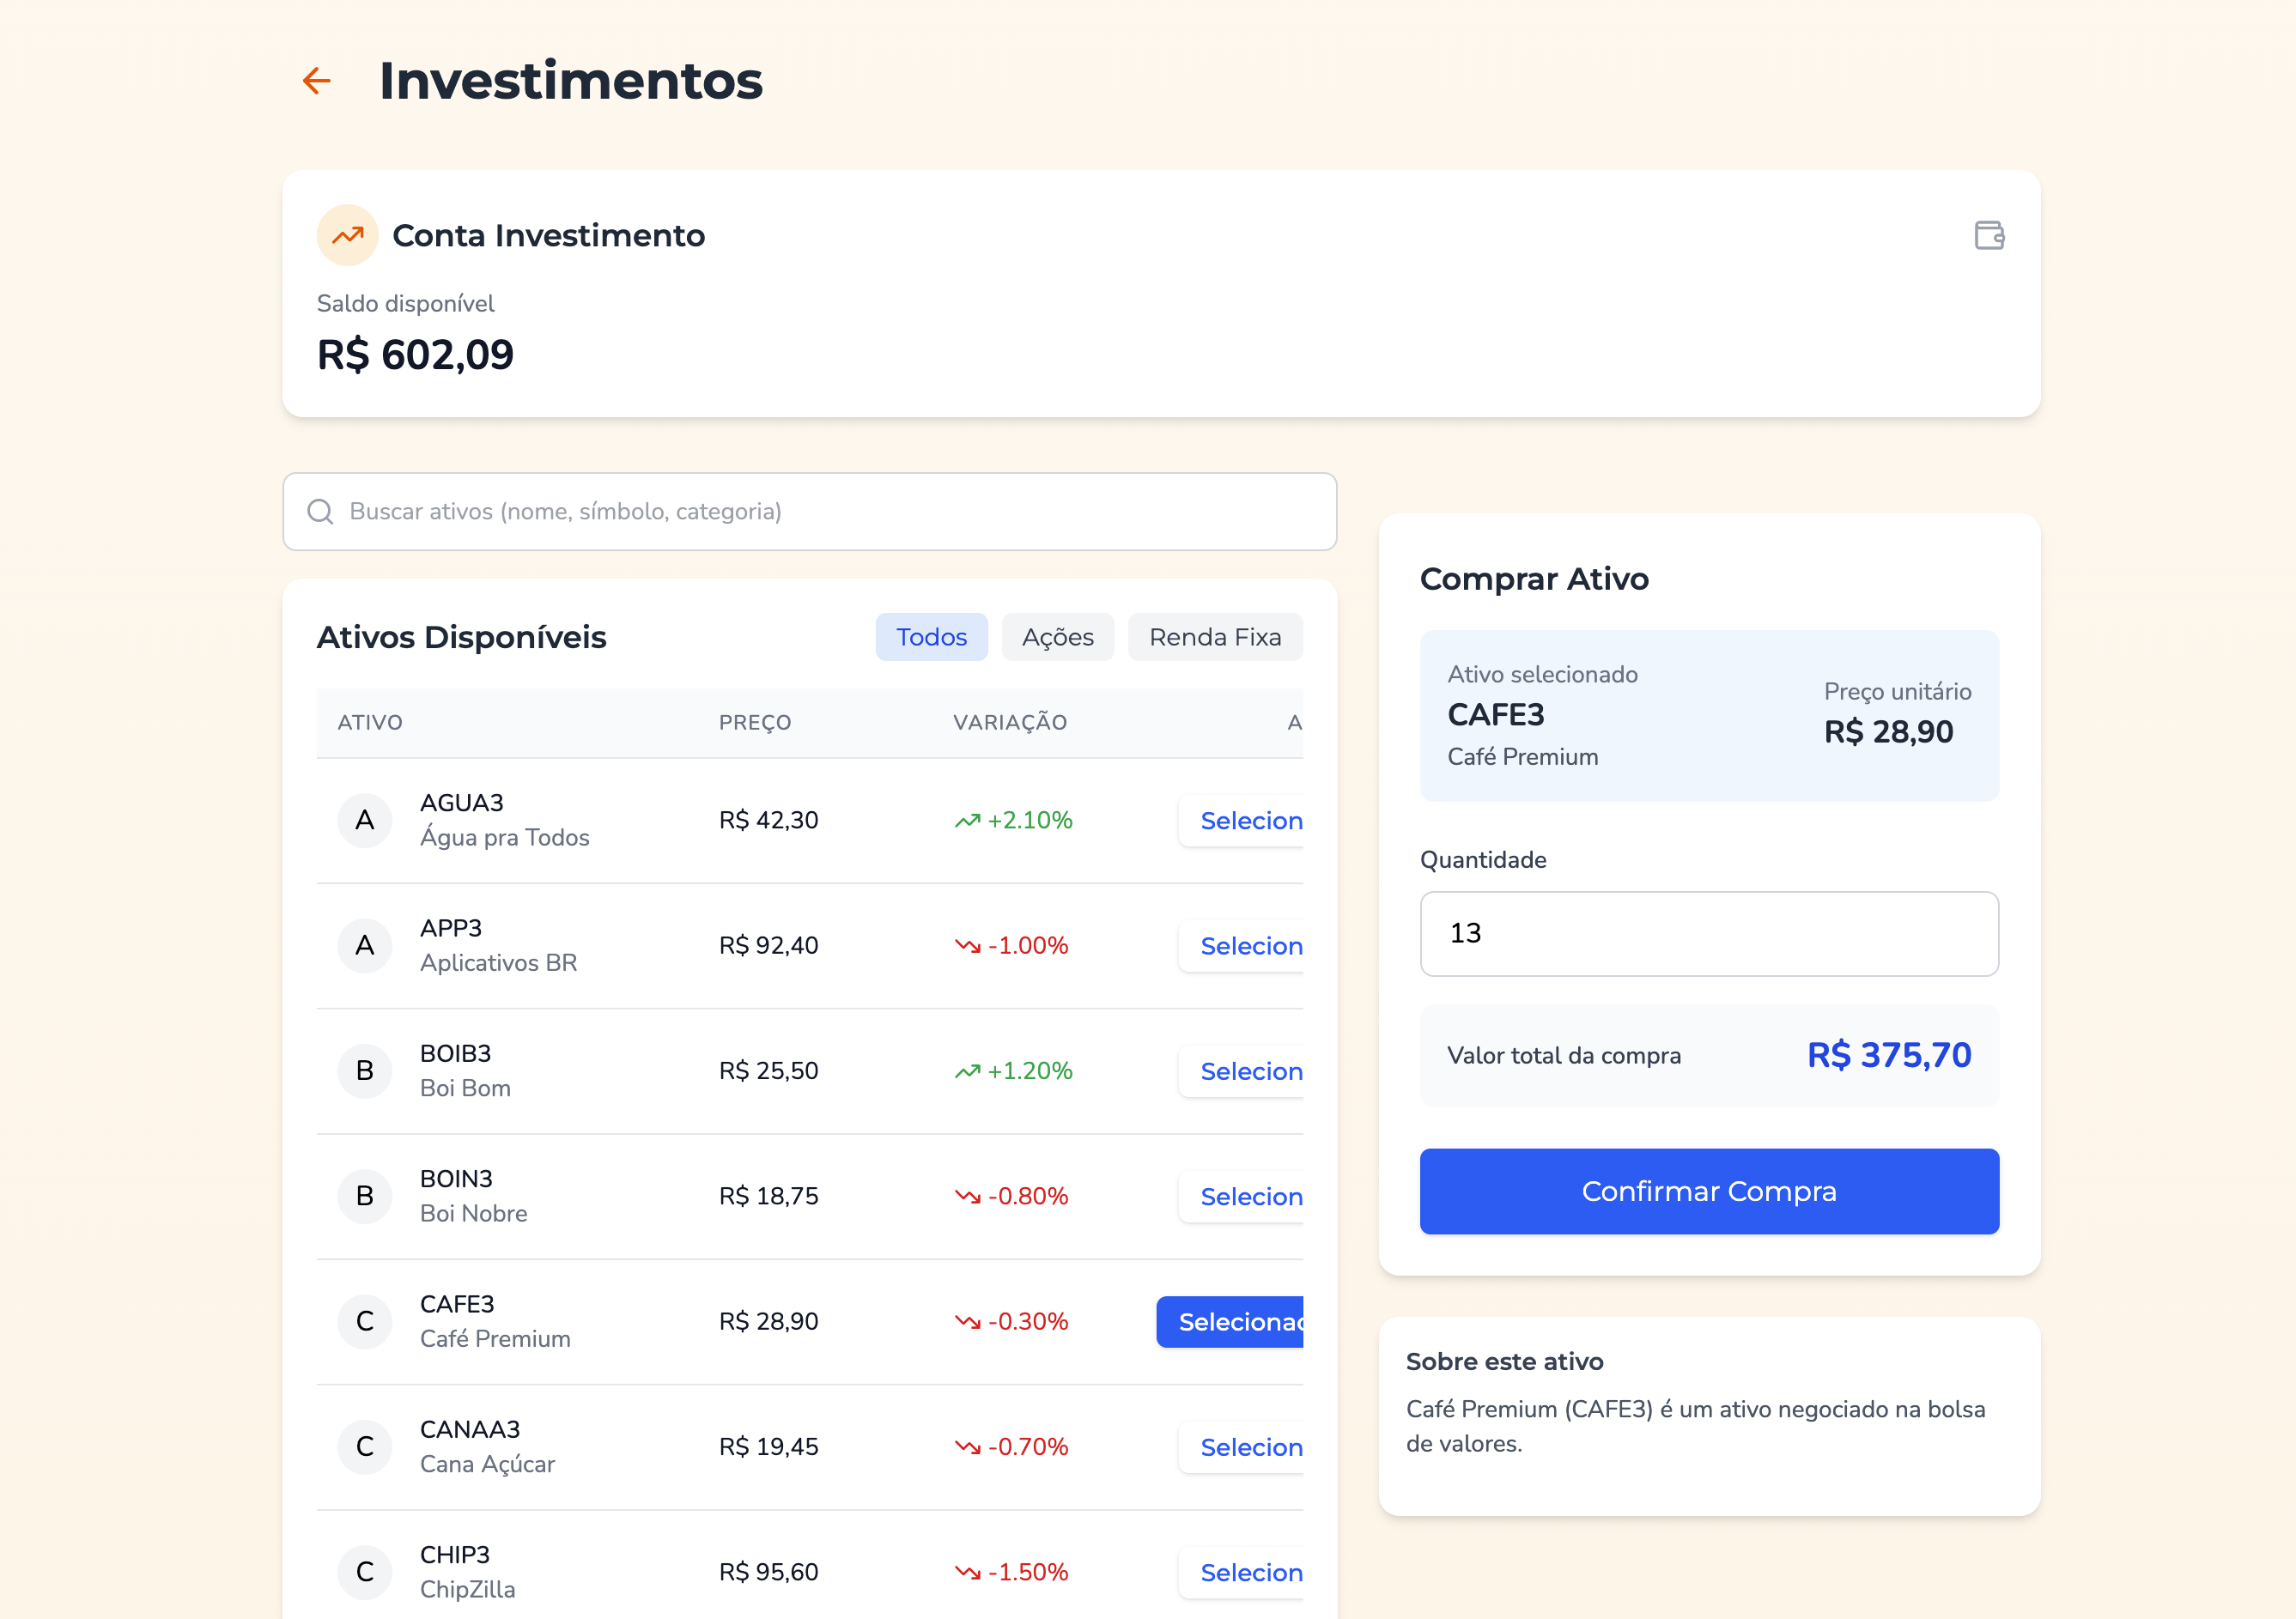 Investimentos
Conta Investimento
Saldo disponível
R$ 602,09
Buscar ativos (nome, símbolo, categoria)
Ativos Disponíveis
Todos
Ações
Renda Fixa
ATIVO PREÇO VARIAÇÃO A
A
AGUA3
Água pra Todos
R$ 42,30
+2.10%
Selecion
A
APP3
Aplicativos BR
R$ 92,40
-1.00%
Selecion
B
BOIB3
Boi Bom
R$ 25,50
+1.20%
Selecion
B
BOIN3
Boi Nobre
R$ 18,75
-0.80%
Selecion
C
CAFE3
Café Premium
R$ 28,90
-0.30%
Selecionad
C
CANAA3
Cana Açúcar
R$ 19,45
-0.70%
Selecion
C
CHIP3
ChipZilla
R$ 95,60
-1.50%
Selecion
Comprar Ativo
Ativo selecionado
CAFE3
Café Premium
Preço unitário
R$ 28,90
Quantidade
13
Valor total da compra
R$ 375,70
Confirmar Compra
Sobre este ativo
Café Premium (CAFE3) é um ativo negociado na bolsa
de valores.